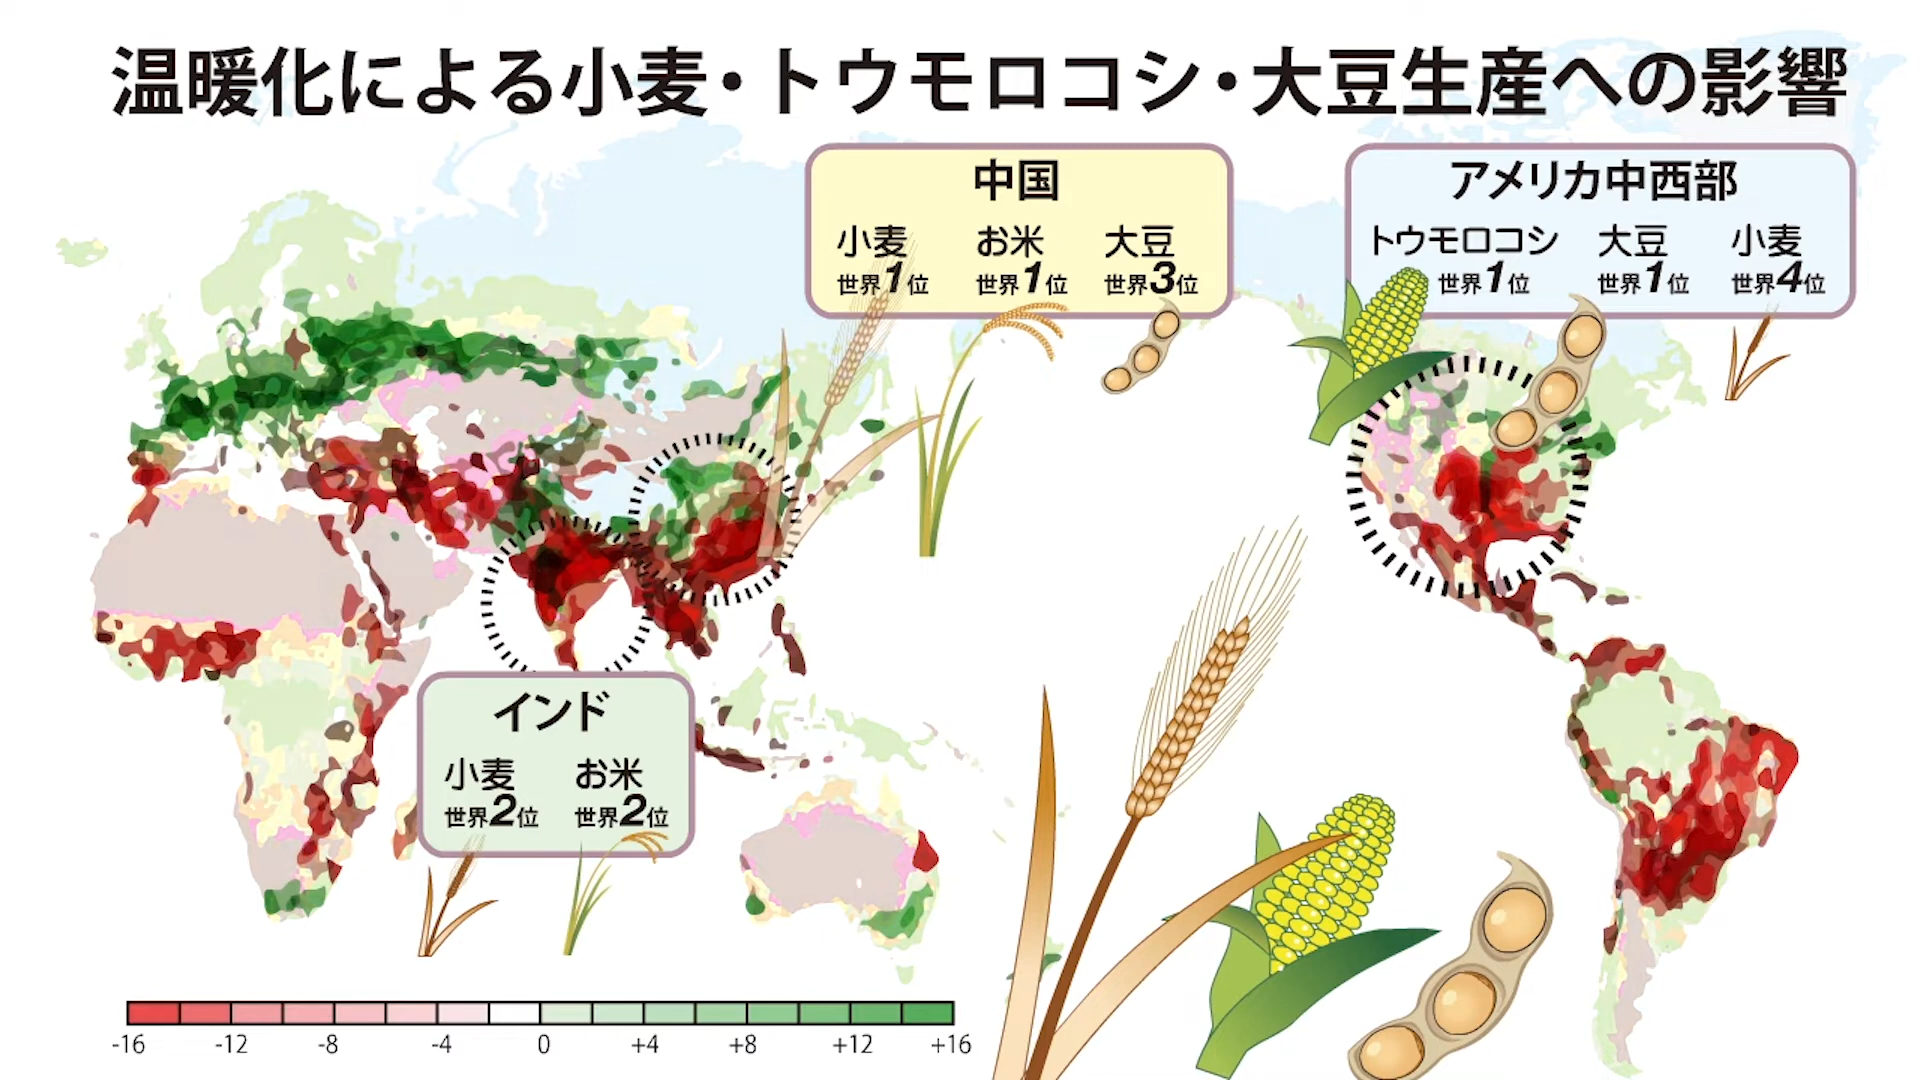 温暖化による小麦・トウモロコシ・大豆生産への影響
中国
小麦 お米 大豆
世界1位 世界1位 世界3位
アメリカ中西部
トウモロコシ 大豆 小麦
世界1位 世界1位 世界4位
インド
小麦 お米
世界2位 世界2位
-16 -12 -8 -4 0 +4 +8 +12 +16